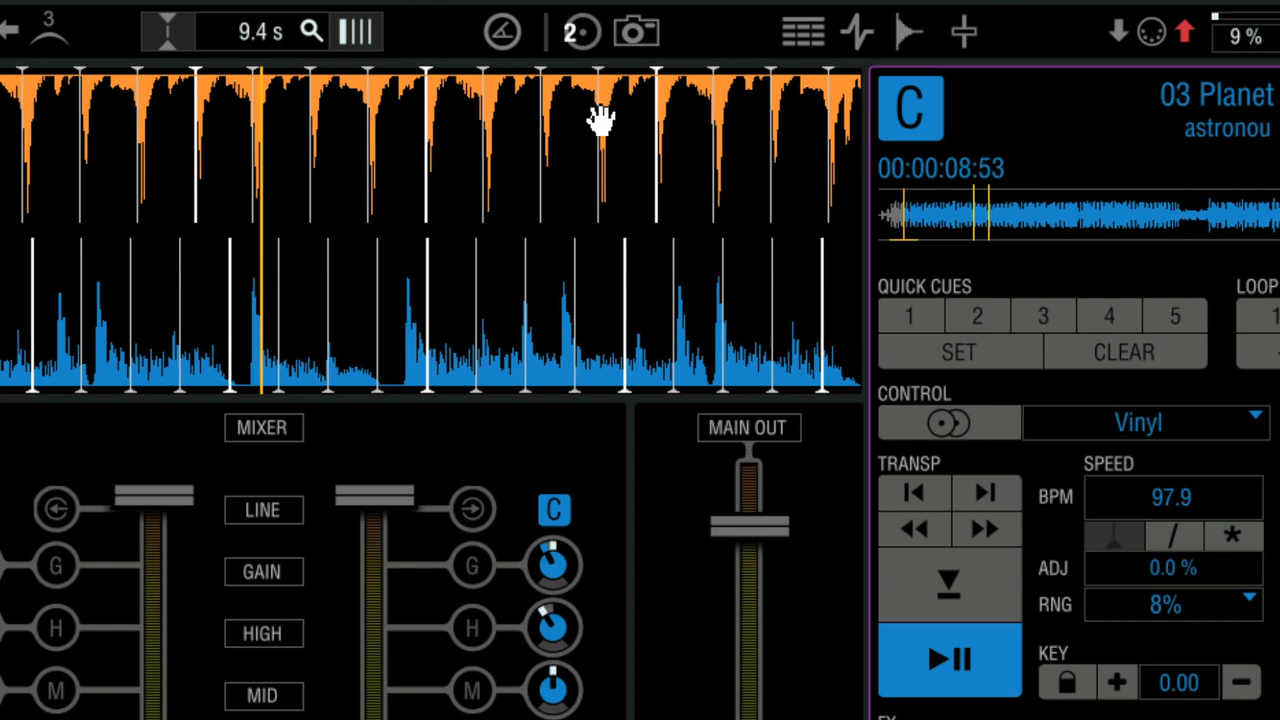 3
9.4 s
2
9 %
C
03 Planet
astronou
00:00:08:53
QUICK CUES
LOOP
1 2 3 4 5
SET CLEAR
CONTROL
Vinyl
MIXER
MAIN OUT
TRANSP
SPEED
BPM 97.9
/ *
ADJ 0.0 %
RNG 8%
LINE
C
G GAIN G
H HIGH H
M MID M
KEY
+ 0.00 -